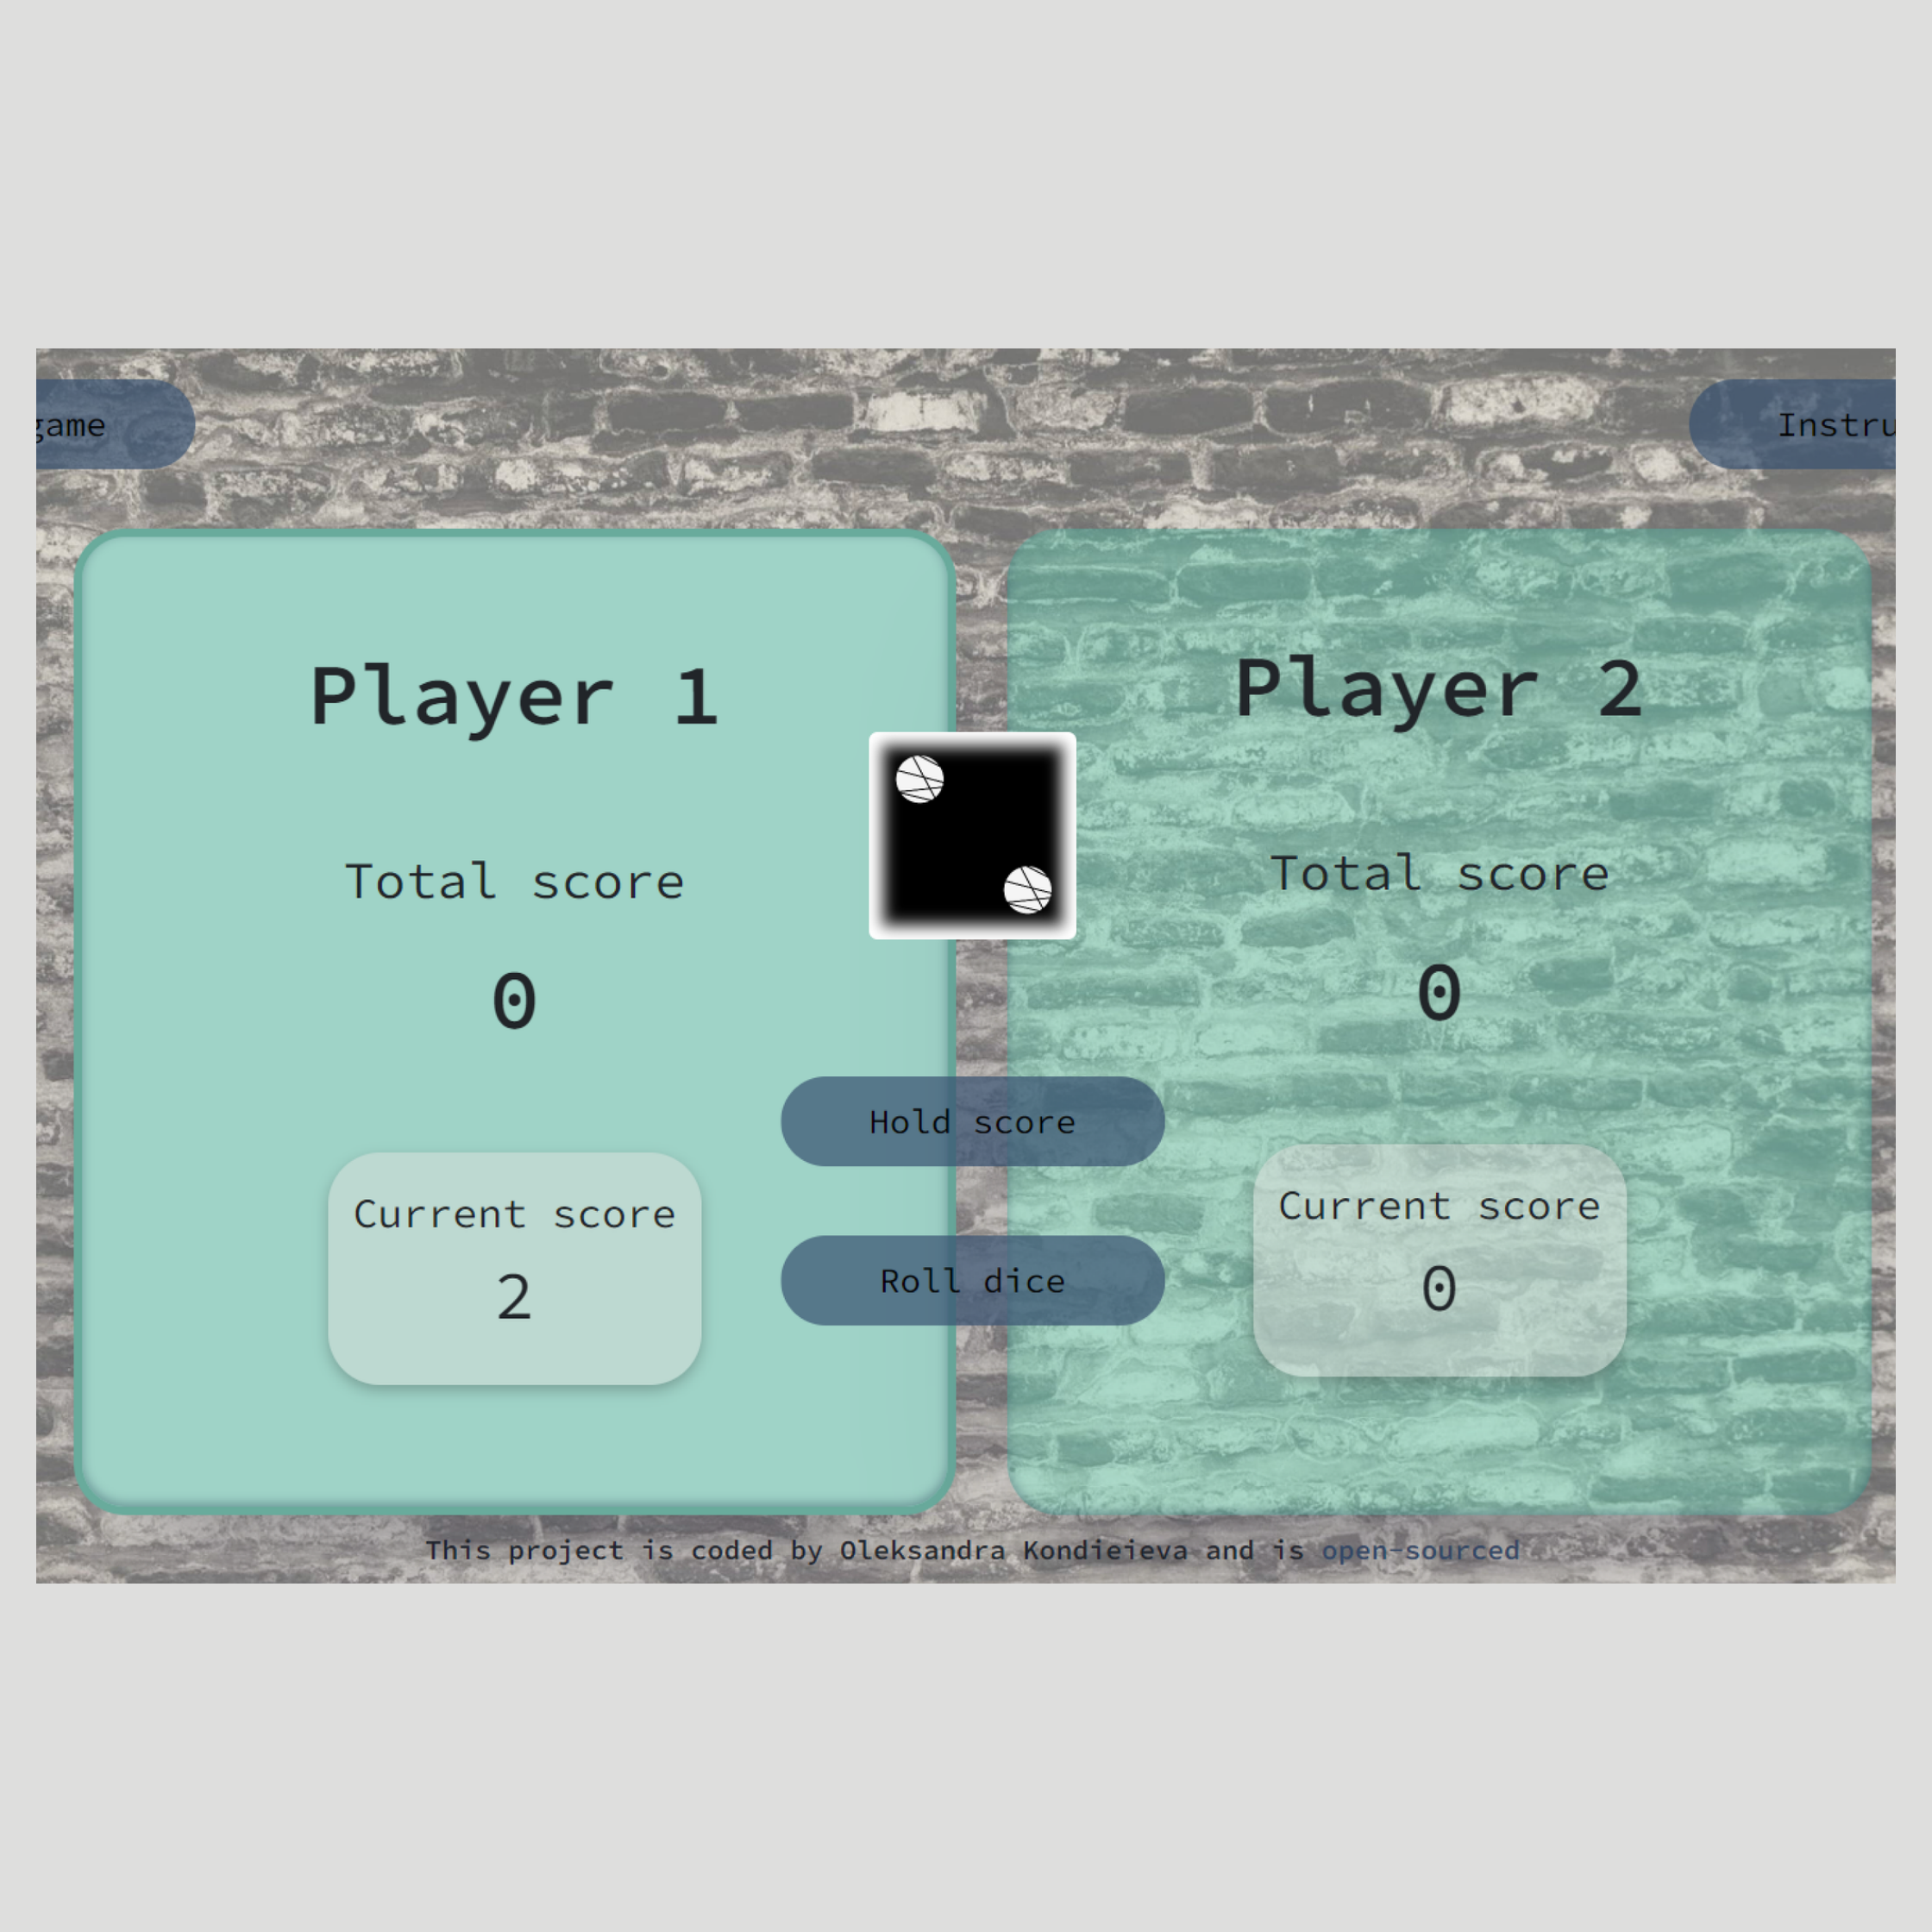 game
Instru
Player 1
Total score
0
Current score
2
Hold score
Roll dice
Player 2
Total score
0
Current score
0
This project is coded by Oleksandra Kondieieva and is open-sourced